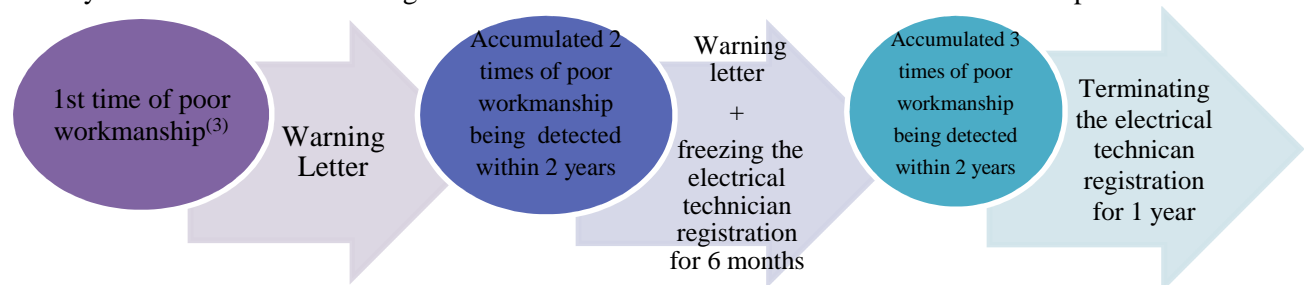 1st time of poor
workmanship(3)
Warning
Letter
Accumulated 2
times of poor
workmanship
being detected
within 2 years
Warning
letter
+
freezing the
electrical
technician
registration
for 6 months
Accumulated 3
times of poor
workmanship
being detected
within 2 years
Terminating
the electrical
technican
registration
for 1 year